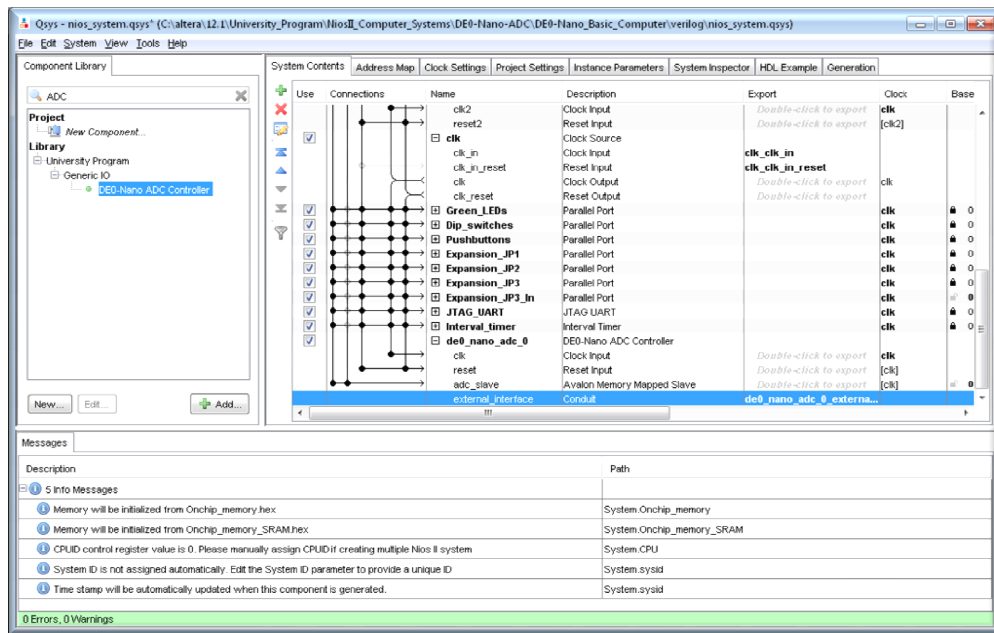 Qsys - nios_system.qsys* (C:\altera\12.1\University_Program\NiosII_Computer_Systems\DE0-Nano-ADC\DE0-Nano_Basic_Computer\verilog\nios_system.qsys)
File Edit System View Tools Help
Component Library
ADC
Project
New Component...
Library
University Program
Generic IO
DE0-Nano ADC Controller
New... Edit... Add...
System Contents Address Map Clock Settings Project Settings Instance Parameters System Inspector HDL Example Generation
Use Connections Name Description Export Clock Base
clk2 Clock Input Double-click to export clk
reset2 Reset Input Double-click to export [clk2]
clk Clock Source
clk_in Clock Input clk_clk_in
clk_in_reset Reset Input clk_clk_in_reset
clk Clock Output Double-click to export clk
clk_reset Reset Output Double-click to export
Green_LEDs Parallel Port clk 0
Dip_switches Parallel Port clk 0
Pushbuttons Parallel Port clk 0
Expansion_JP1 Parallel Port clk 0
Expansion_JP2 Parallel Port clk 0
Expansion_JP3 Parallel Port clk 0
Expansion_JP3_In Parallel Port clk 0
JTAG_UART JTAG UART clk 0
Interval_timer Interval Timer clk 0
de0_nano_adc_0 DE0-Nano ADC Controller
clk Clock Input Double-click to export clk
reset Reset Input Double-click to export [clk]
adc_slave Avalon Memory Mapped Slave Double-click to export [clk] 0
external_interface Conduit de0_nano_adc_0_externa...
Messages
Description Path
5 Info Messages
Memory will be initialized from Onchip_memory.hex System.Onchip_memory
Memory will be initialized from Onchip_memory_SRAM.hex System.Onchip_memory_SRAM
CPUID control register value is 0. Please manually assign CPUID if creating multiple Nios II system System.CPU
System ID is not assigned automatically. Edit the System ID parameter to provide a unique ID System.sysid
Time stamp will be automatically updated when this component is generated. System.sysid
0 Errors, 0 Warnings